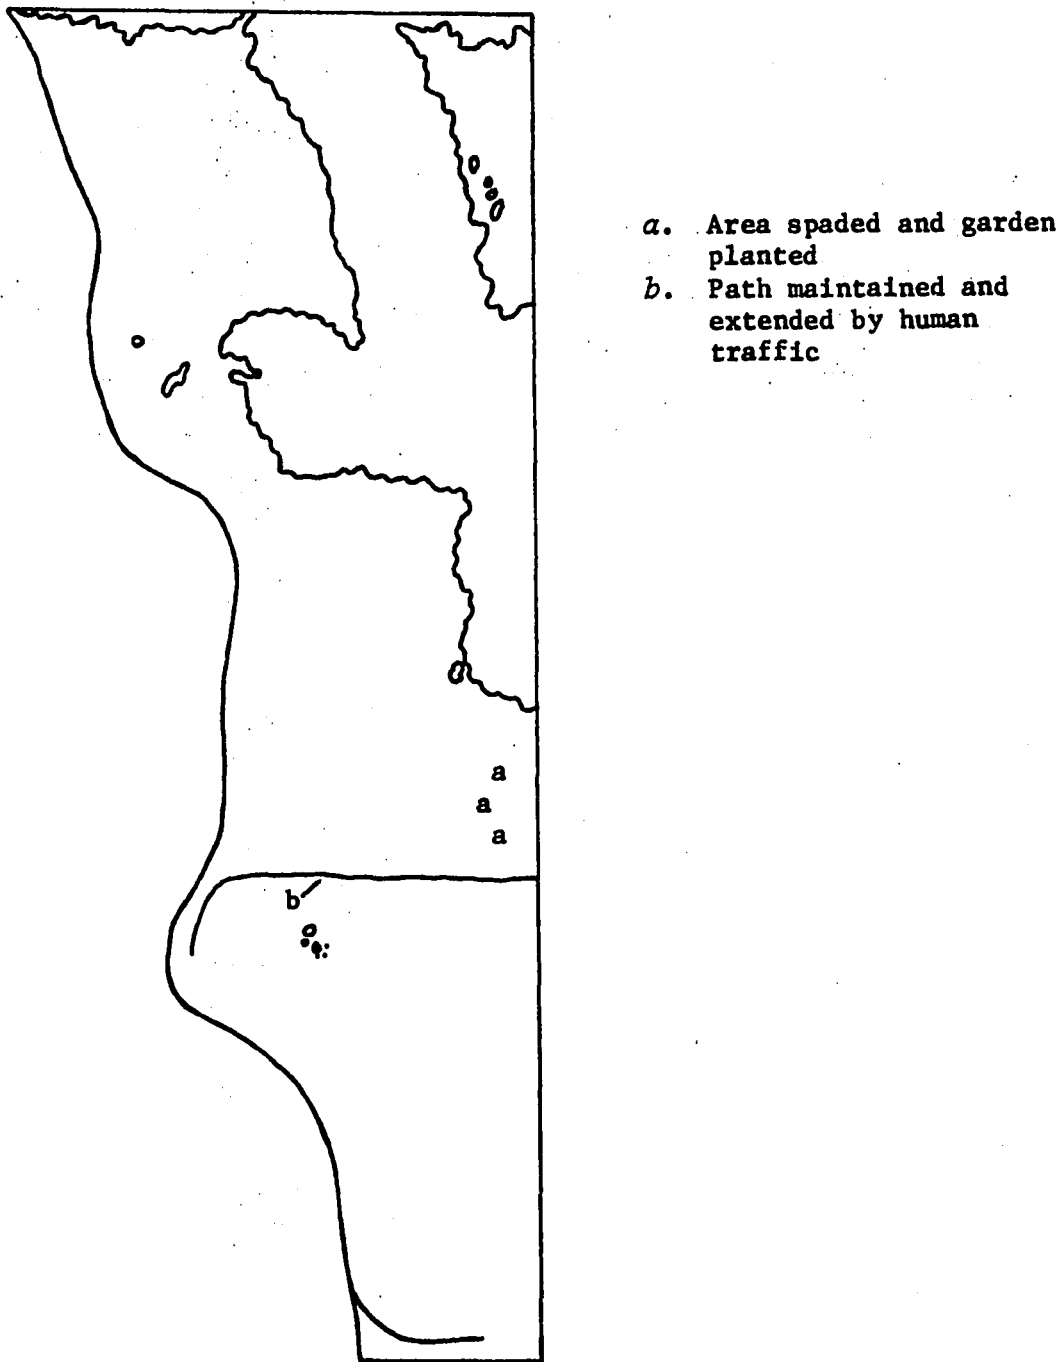 a. Area spaded and garden
planted
b. Path maintained and
extended by human
traffic
a
a
a
b